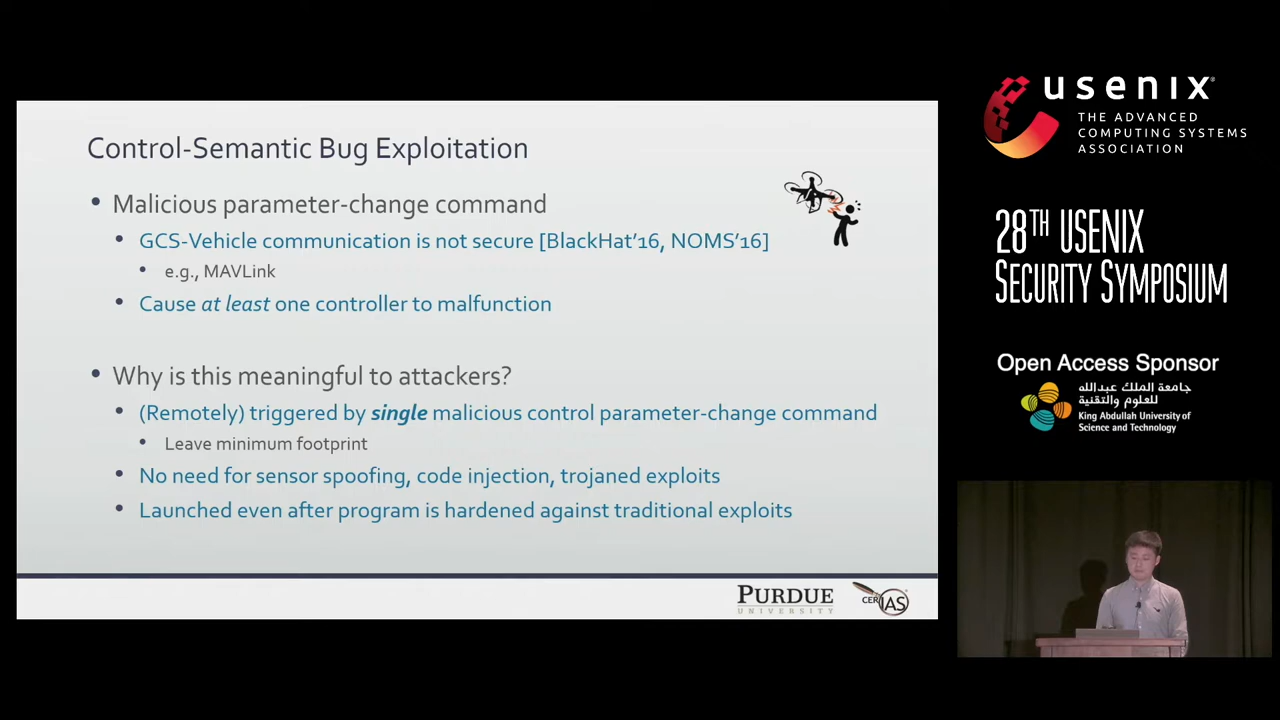 Control-Semantic Bug Exploitation
• Malicious parameter-change command
• GCS-Vehicle communication is not secure [BlackHat'16, NOMS'16]
• e.g., MAVLink
• Cause at least one controller to malfunction
• Why is this meaningful to attackers?
• (Remotely) triggered by single malicious control parameter-change command
• Leave minimum footprint
• No need for sensor spoofing, code injection, trojaned exploits
• Launched even after program is hardened against traditional exploits
PURDUE
UNIVERSITY
CERIAS
usenix
THE ADVANCED
COMPUTING SYSTEMS
ASSOCIATION
28TH USENIX
SECURITY SYMPOSIUM
Open Access Sponsor
جامعة الملك عبدالله
للعلوم والتقنية
King Abdullah University of
Science and Technology